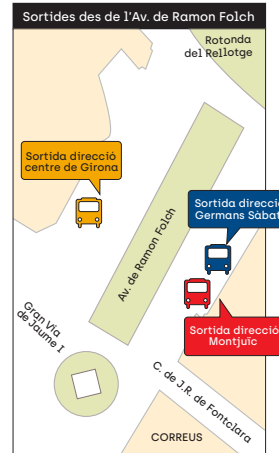 Sortides des de l'Av. de Ramon Folch
Rotonda
del Rellotge
Sortida direcció
centre de Girona
Sortida direcció
Germans Sàbat
Av. de Ramon Folch
Gran Via
de Jaume I
Sortida direcció
Montjuïc
C. de J.R. de Fontclara
CORREUS